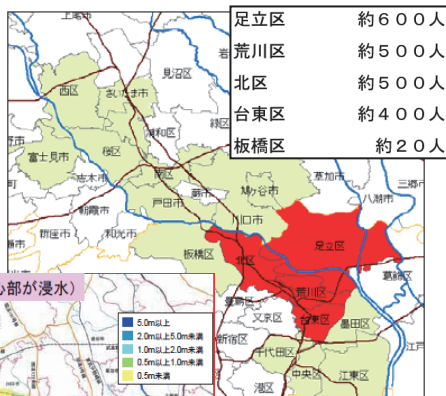 上尾市
足立区 約６００人
荒川区 約５００人
北区 約５００人
台東区 約４００人
板橋区 約２０人
見沼区
西区
さいたま市
緑区
浦和区
桜区
富士見市
南区
志木市
蕨市
鳩ヶ谷市
草加市
三郷市
八潮市
戸田市
川口市
朝霞市
新座市
和光市
板橋区
北区
足立区
葛飾区
荒川区
豊島区
文京区
台東区
墨田区
新宿区
千代田区
中央区
江東区
港区
部が浸水）
5.0m以上
2.0m以上5.0m未満
1.0m以上2.0m未満
0.5m以上1.0m未満
0.5m未満